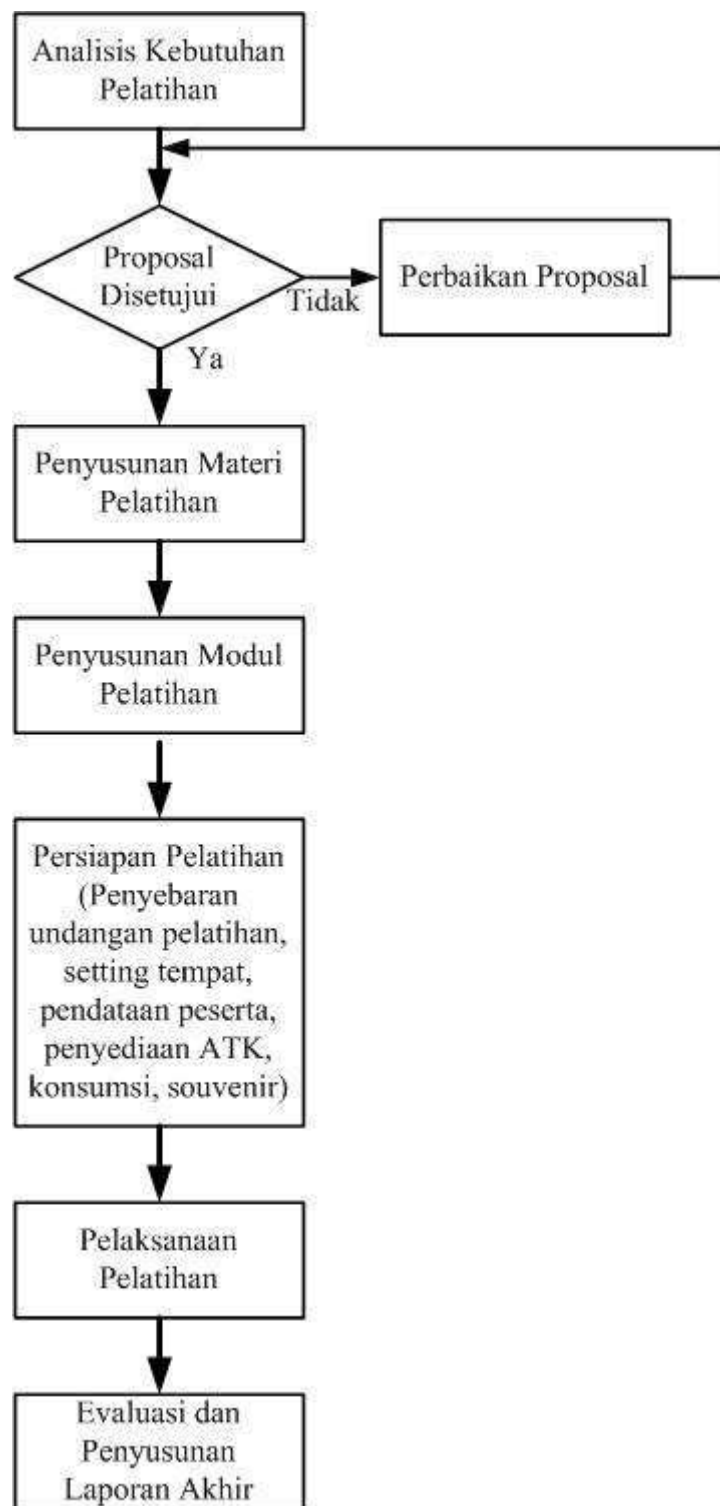 Analisis Kebutuhan
Pelatihan
Proposal
Disetujui
Tidak
Perbaikan Proposal
Ya
Penyusunan Materi
Pelatihan
Penyusunan Modul
Pelatihan
Persiapan Pelatihan
(Penyebaran
undangan pelatihan,
setting tempat,
pendataan peserta,
penyediaan ATK,
konsumsi, souvenir)
Pelaksanaan
Pelatihan
Evaluasi dan
Penyusunan
Laporan Akhir